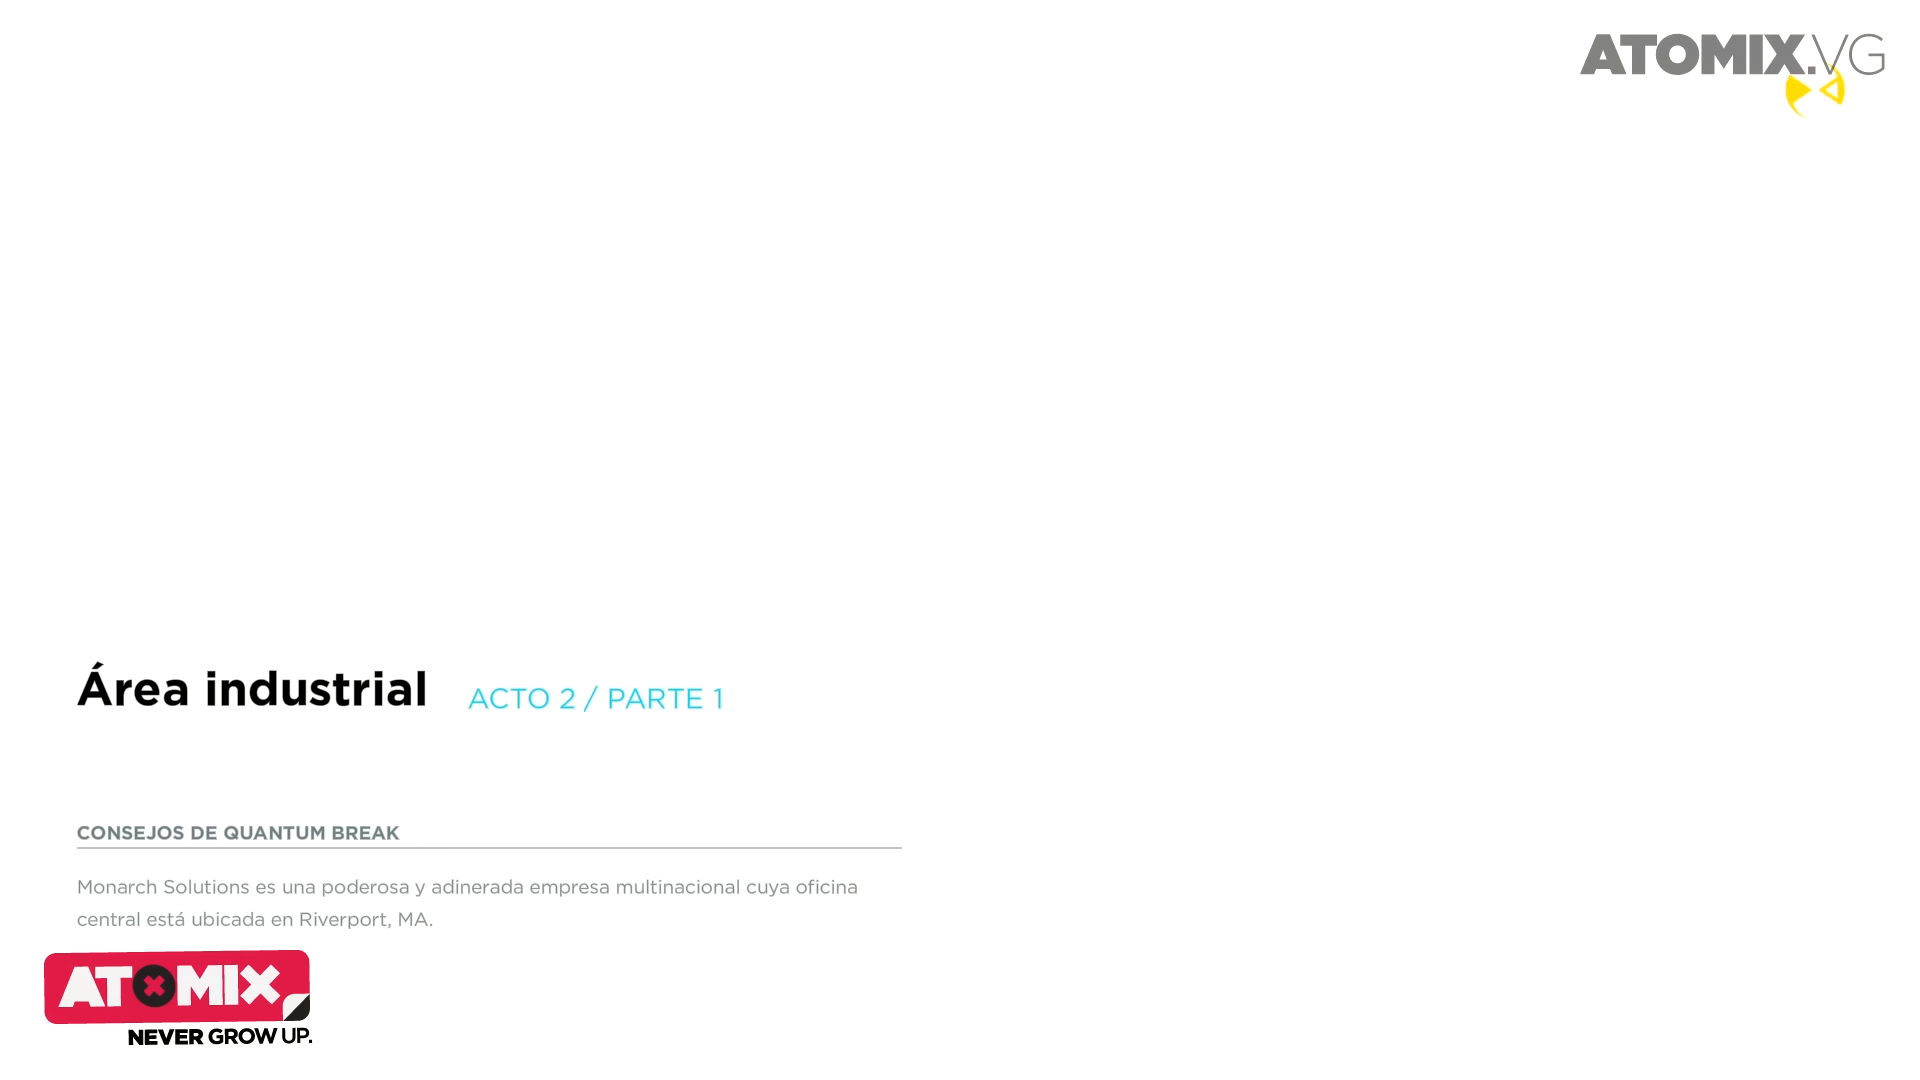 ATOMIX.VG
Área industrial ACTO 2 / PARTE 1
CONSEJOS DE QUANTUM BREAK
Monarch Solutions es una poderosa y adinerada empresa multinacional cuya oficina
central está ubicada en Riverport, MA.
ATOMIX
NEVER GROW UP.